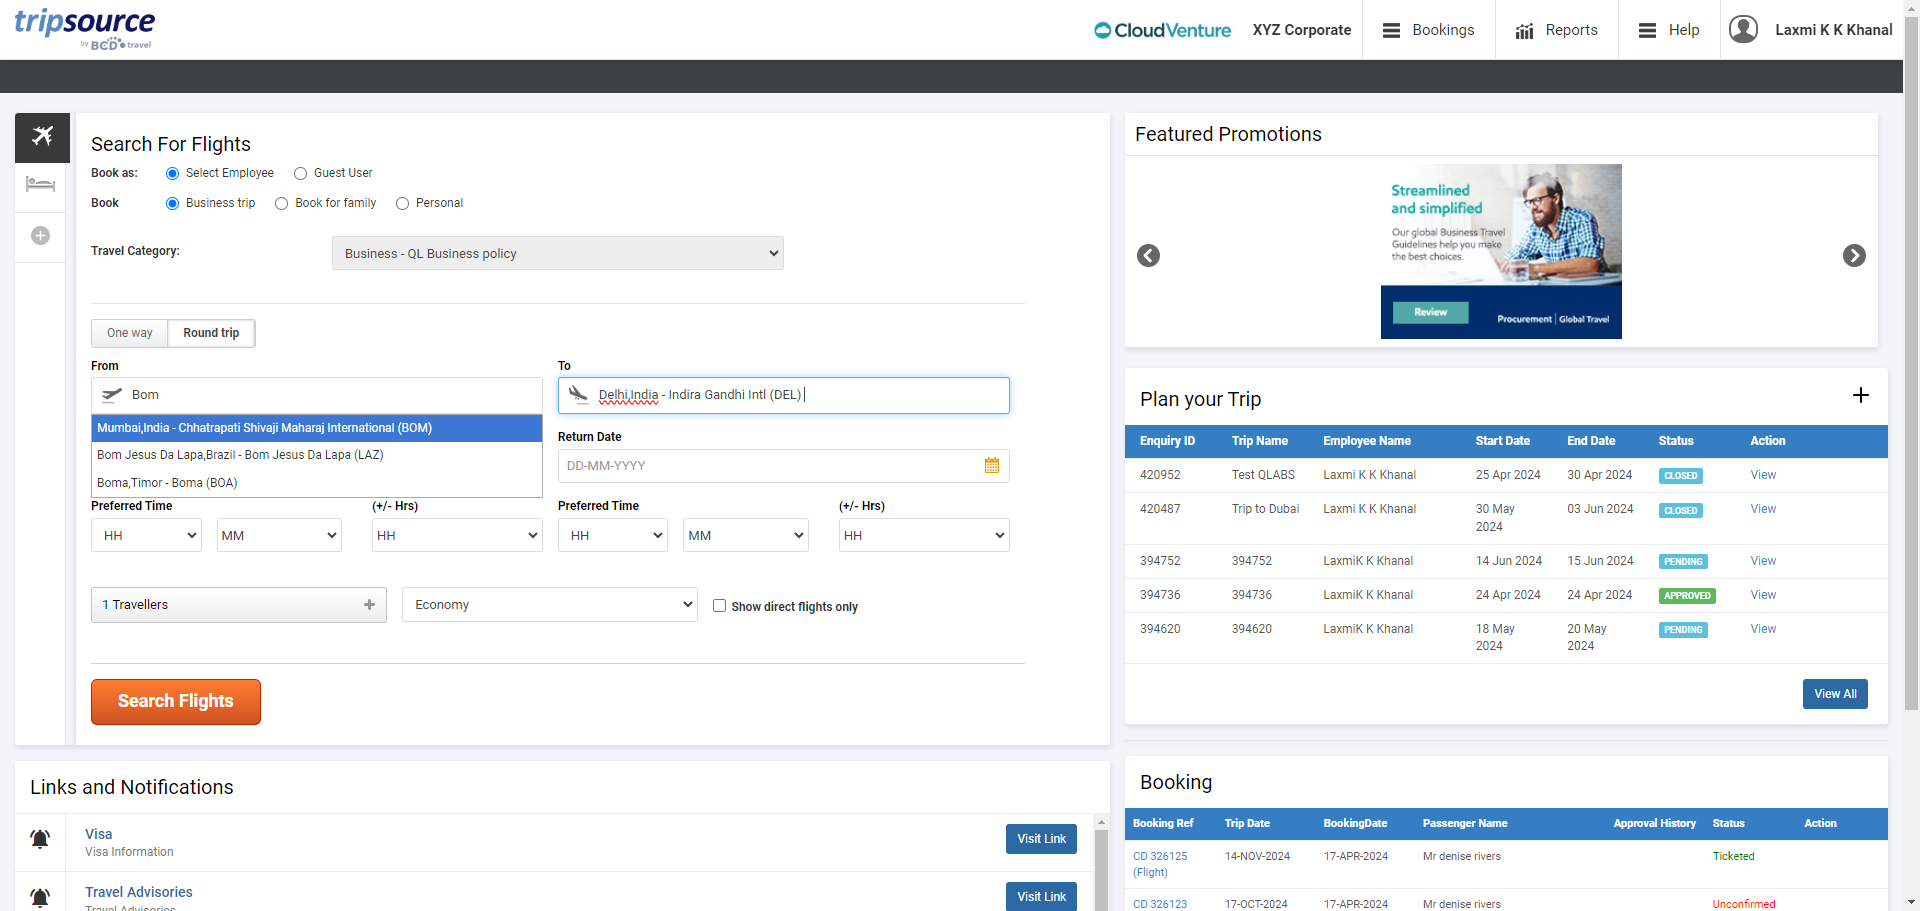 tripsource
by BCD travel
CloudVenture
XYZ Corporate
Bookings
Reports
Help
Laxmi K K Khanal
Search For Flights
Book as:
Select Employee
Guest User
Book
Business trip
Book for family
Personal
Travel Category:
Business - QL Business policy
One way
Round trip
From
To
Bom
Delhi,India - Indira Gandhi Intl (DEL)
Mumbai,India - Chhatrapati Shivaji Maharaj International (BOM)
Bom Jesus Da Lapa,Brazil - Bom Jesus Da Lapa (LAZ)
Boma,Timor - Boma (BOA)
Return Date
DD-MM-YYYY
Preferred Time
(+/- Hrs)
Preferred Time
(+/- Hrs)
HH
MM
HH
HH
MM
HH
1 Travellers
Economy
Show direct flights only
Search Flights
Links and Notifications
Visa
Visa Information
Visit Link
Travel Advisories
Travel Advisories
Visit Link
Featured Promotions
Streamlined
and simplified
Our global Business Travel
Guidelines help you make
the best choices.
Review
Procurement | Global Travel
Plan your Trip
Enquiry ID Trip Name Employee Name Start Date End Date Status Action
420952 Test QLABS Laxmi K K Khanal 25 Apr 2024 30 Apr 2024 CLOSED View
420487 Trip to Dubai Laxmi K K Khanal 30 May 2024 03 Jun 2024 CLOSED View
394752 394752 LaxmiK K Khanal 14 Jun 2024 15 Jun 2024 PENDING View
394736 394736 LaxmiK K Khanal 24 Apr 2024 24 Apr 2024 APPROVED View
394620 394620 LaxmiK K Khanal 18 May 2024 20 May 2024 PENDING View
View All
Booking
Booking Ref Trip Date BookingDate Passenger Name Approval History Status Action
CD 326125 (Flight) 14-NOV-2024 17-APR-2024 Mr denise rivers Ticketed
CD 326123 17-OCT-2024 17-APR-2024 Mr denise rivers Unconfirmed